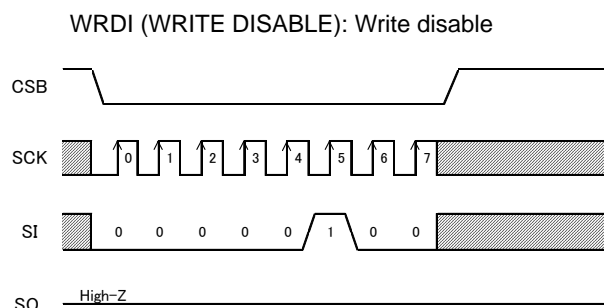 WRDI (WRITE DISABLE): Write disable
CSB
SCK 0 1 2 3 4 5 6 7
SI 0 0 0 0 0 1 0 0
High-Z
SO